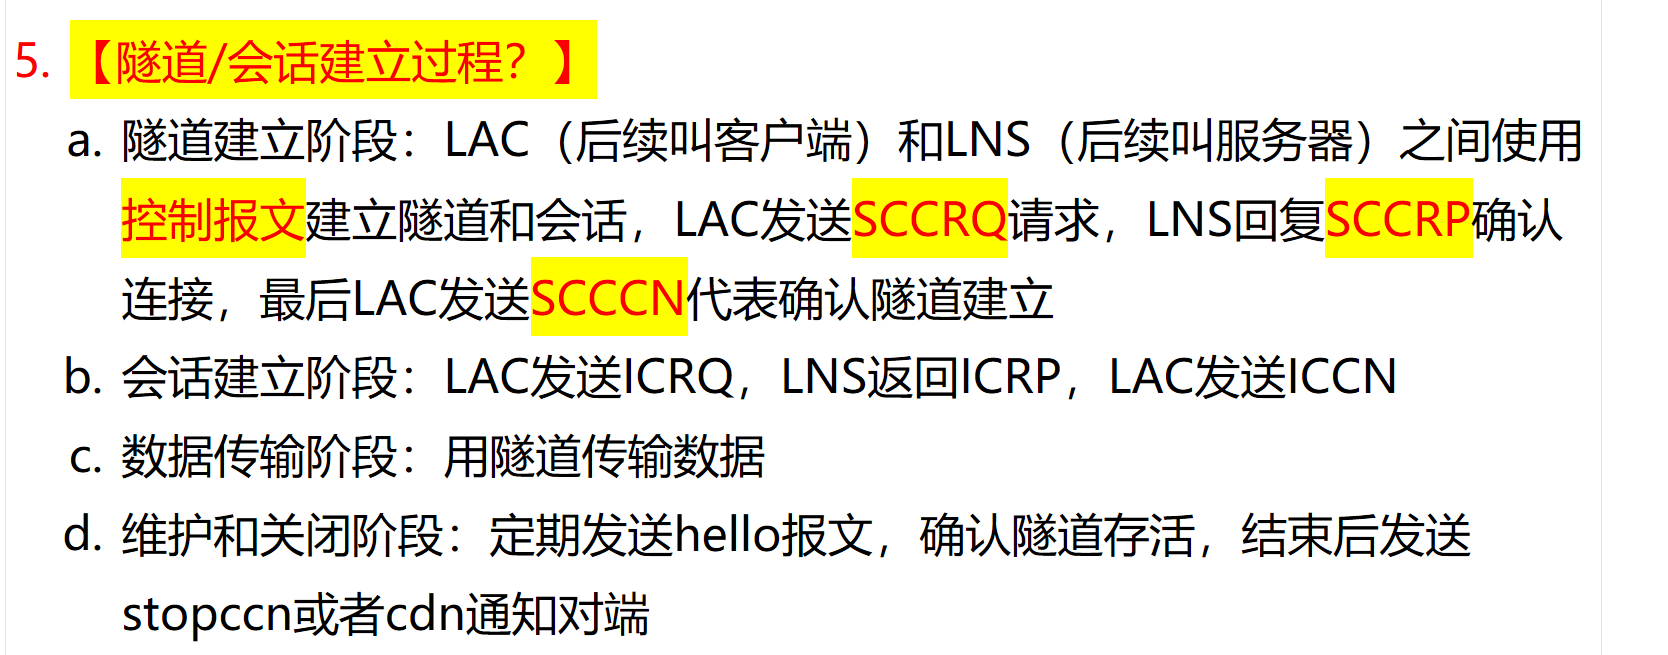 5. 【隧道/会话建立过程？】
a. 隧道建立阶段：LAC（后续叫客户端）和LNS（后续叫服务器）之间使用
控制报文建立隧道和会话，LAC发送SCCRQ请求，LNS回复SCCRP确认
连接，最后LAC发送SCCCN代表确认隧道建立
b. 会话建立阶段：LAC发送ICRQ，LNS返回ICRP，LAC发送ICCN
c. 数据传输阶段：用隧道传输数据
d. 维护和关闭阶段：定期发送hello报文，确认隧道存活，结束后发送
stopccn或者cdn通知对端